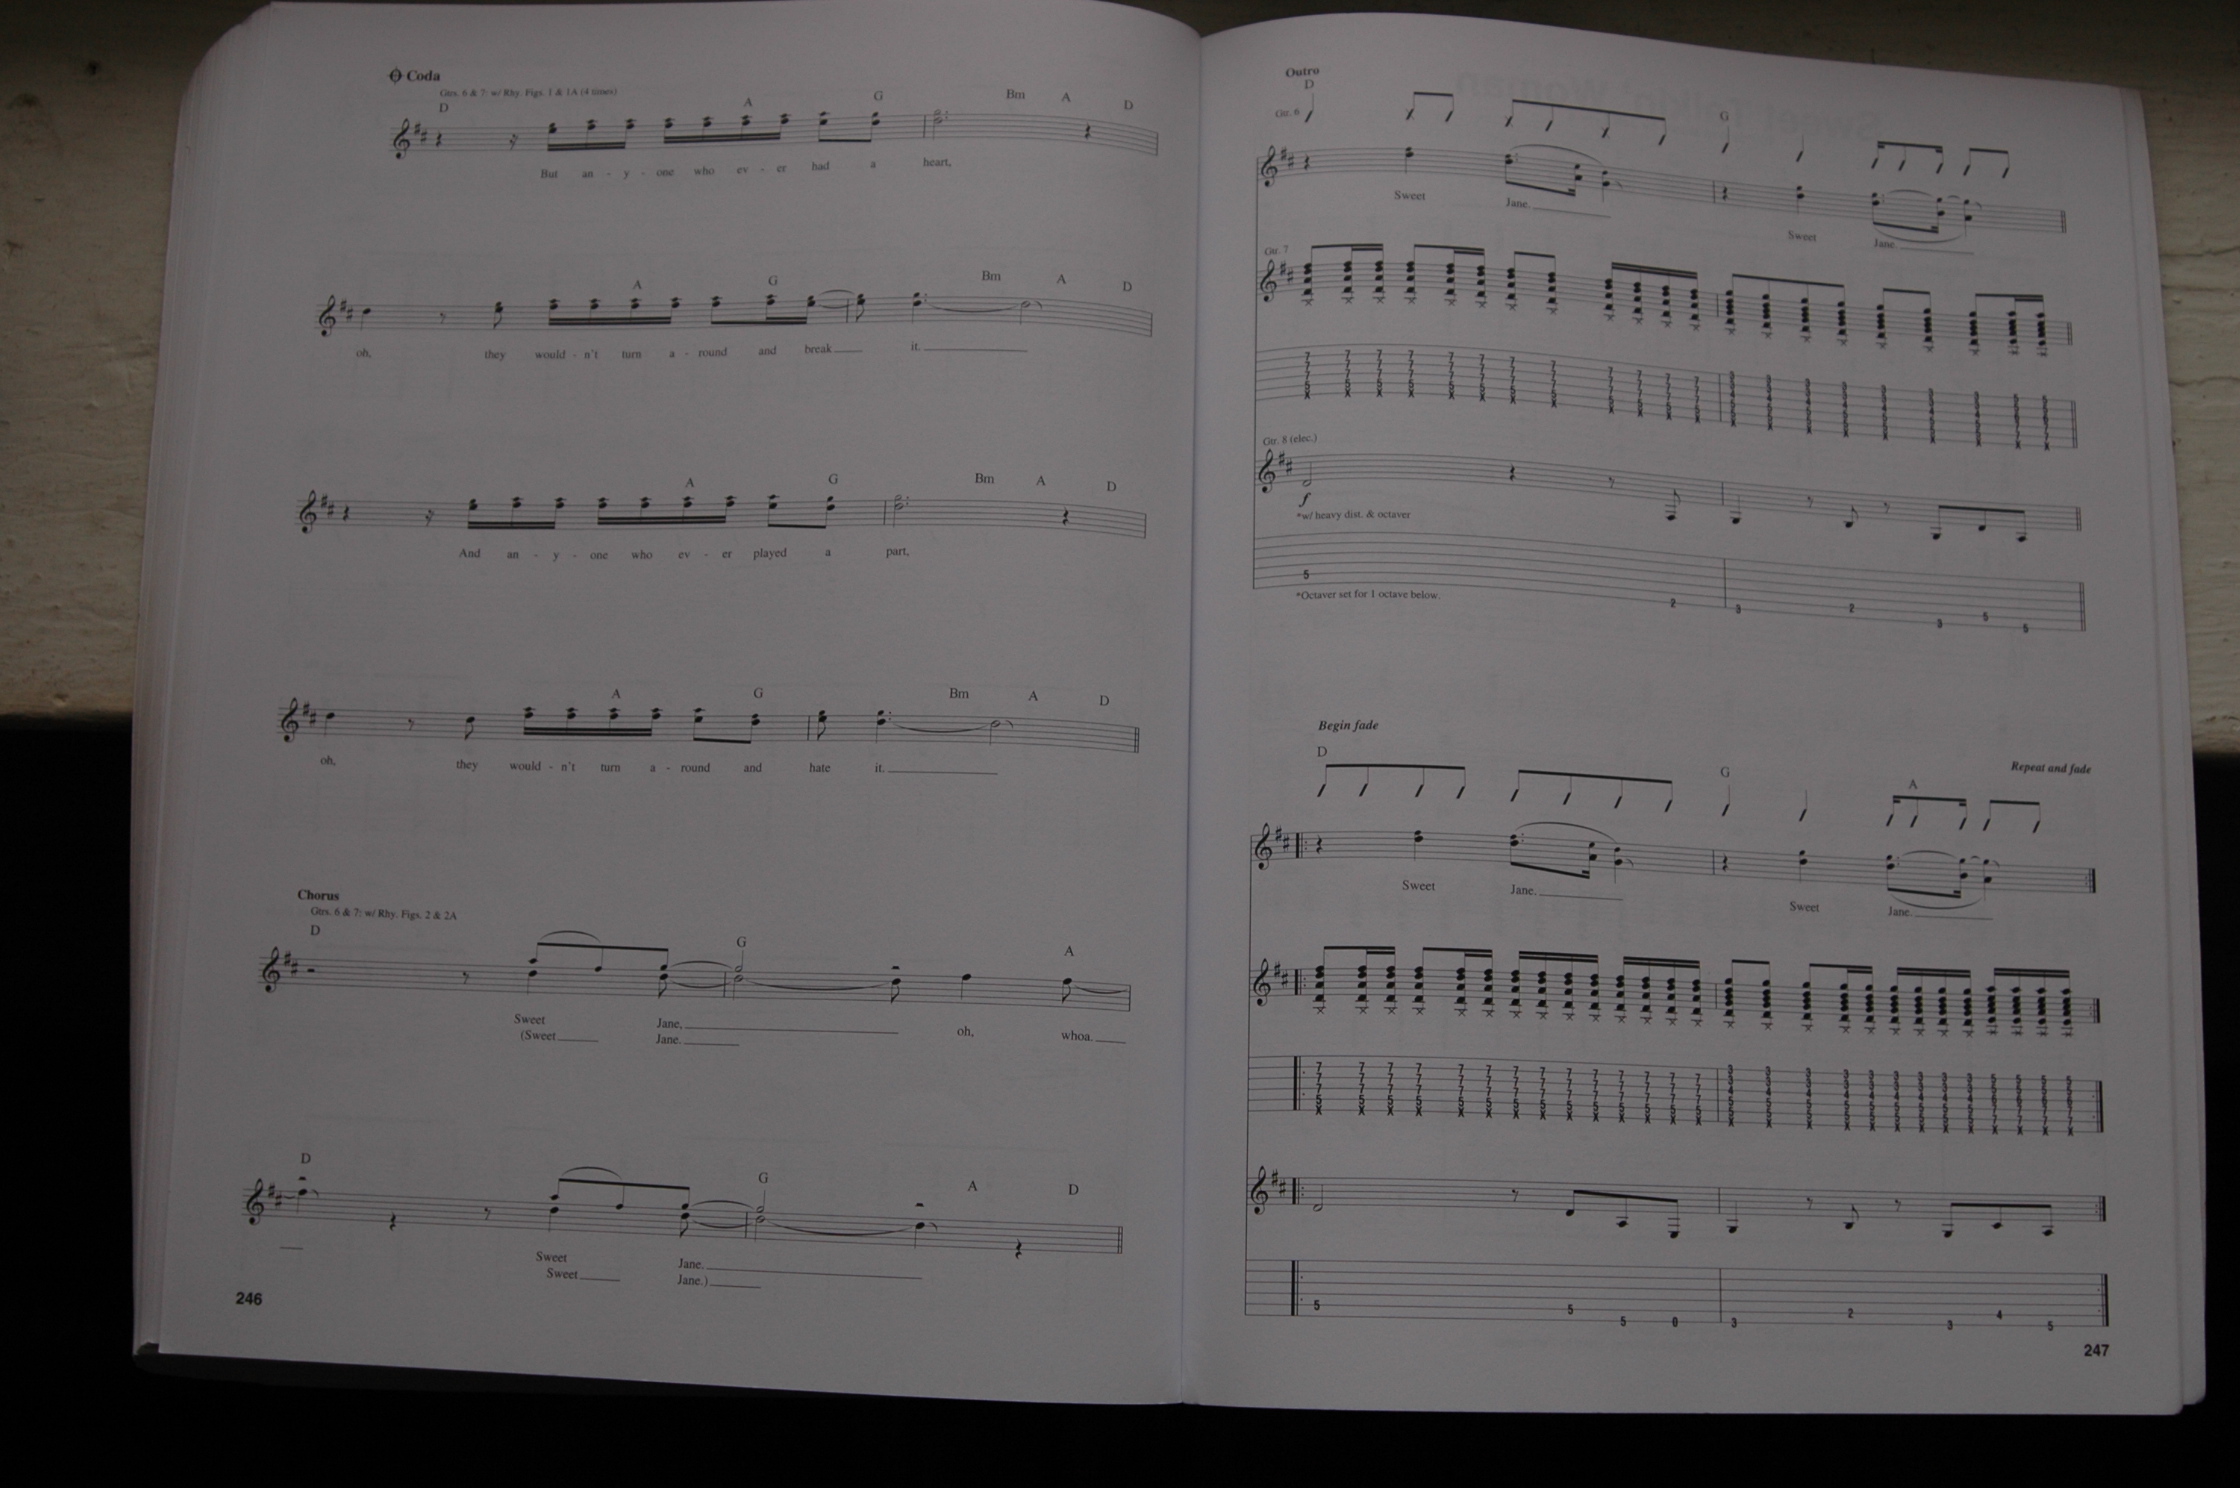 Coda
Gtrs. 6 & 7: w/ Rhy. Figs. 1 & 1A (4 times)
D A G Bm A D
But an - y - one who ev - er had a heart,
A G Bm A D
oh, they would - n't turn a - round and break it.
A G Bm A D
And an - y - one who ev - er played a part,
A G Bm A D
oh, they would - n't turn a - round and hate it.
Chorus
Gtrs. 6 & 7: w/ Rhy. Figs. 2 & 2A
D G A
Sweet Jane, oh, whoa.
(Sweet Jane.
D G A D
Sweet Jane.
Sweet Jane.)
246
Outro
D G
Gtr. 6
Sweet Jane. Sweet Jane.
Gtr. 7
Gtr. 8 (elec.)
f
*w/ heavy dist. & octaver
5 2 3 2 3 5 5
*Octaver set for 1 octave below.
Begin fade
Repeat and fade
D G A
Sweet Jane. Sweet Jane.
5 5 5 0 3 2 3 4 5
247